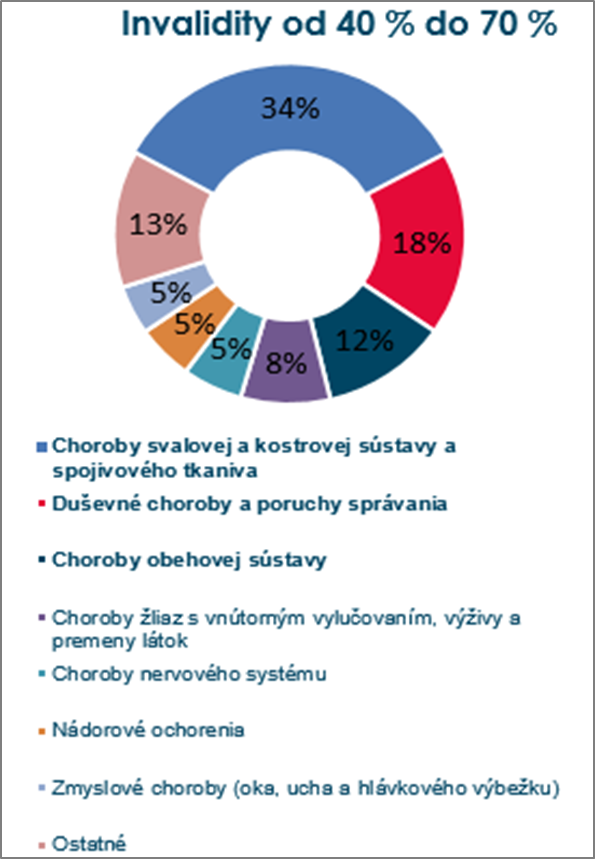 Invalidity od 40 % do 70 %
34%
18%
12%
8%
5%
5%
5%
13%
Choroby svalovej a kostrovej sústavy a
spojivového tkaniva
Duševné choroby a poruchy správania
Choroby obehovej sústavy
Choroby žliaz s vnútorným vylučovaním, výživy a
premeny látok
Choroby nervového systému
Nádorové ochorenia
Zmyslové choroby (oka, ucha a hlávkového výbežku)
Ostatné